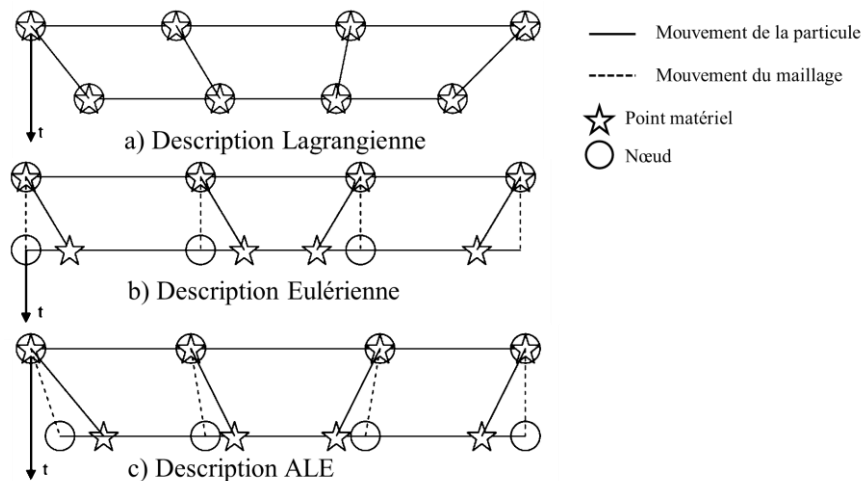 Mouvement de la particule
Mouvement du maillage
Point matériel
Nœud
t
a) Description Lagrangienne
b) Description Eulérienne
t
t
c) Description ALE